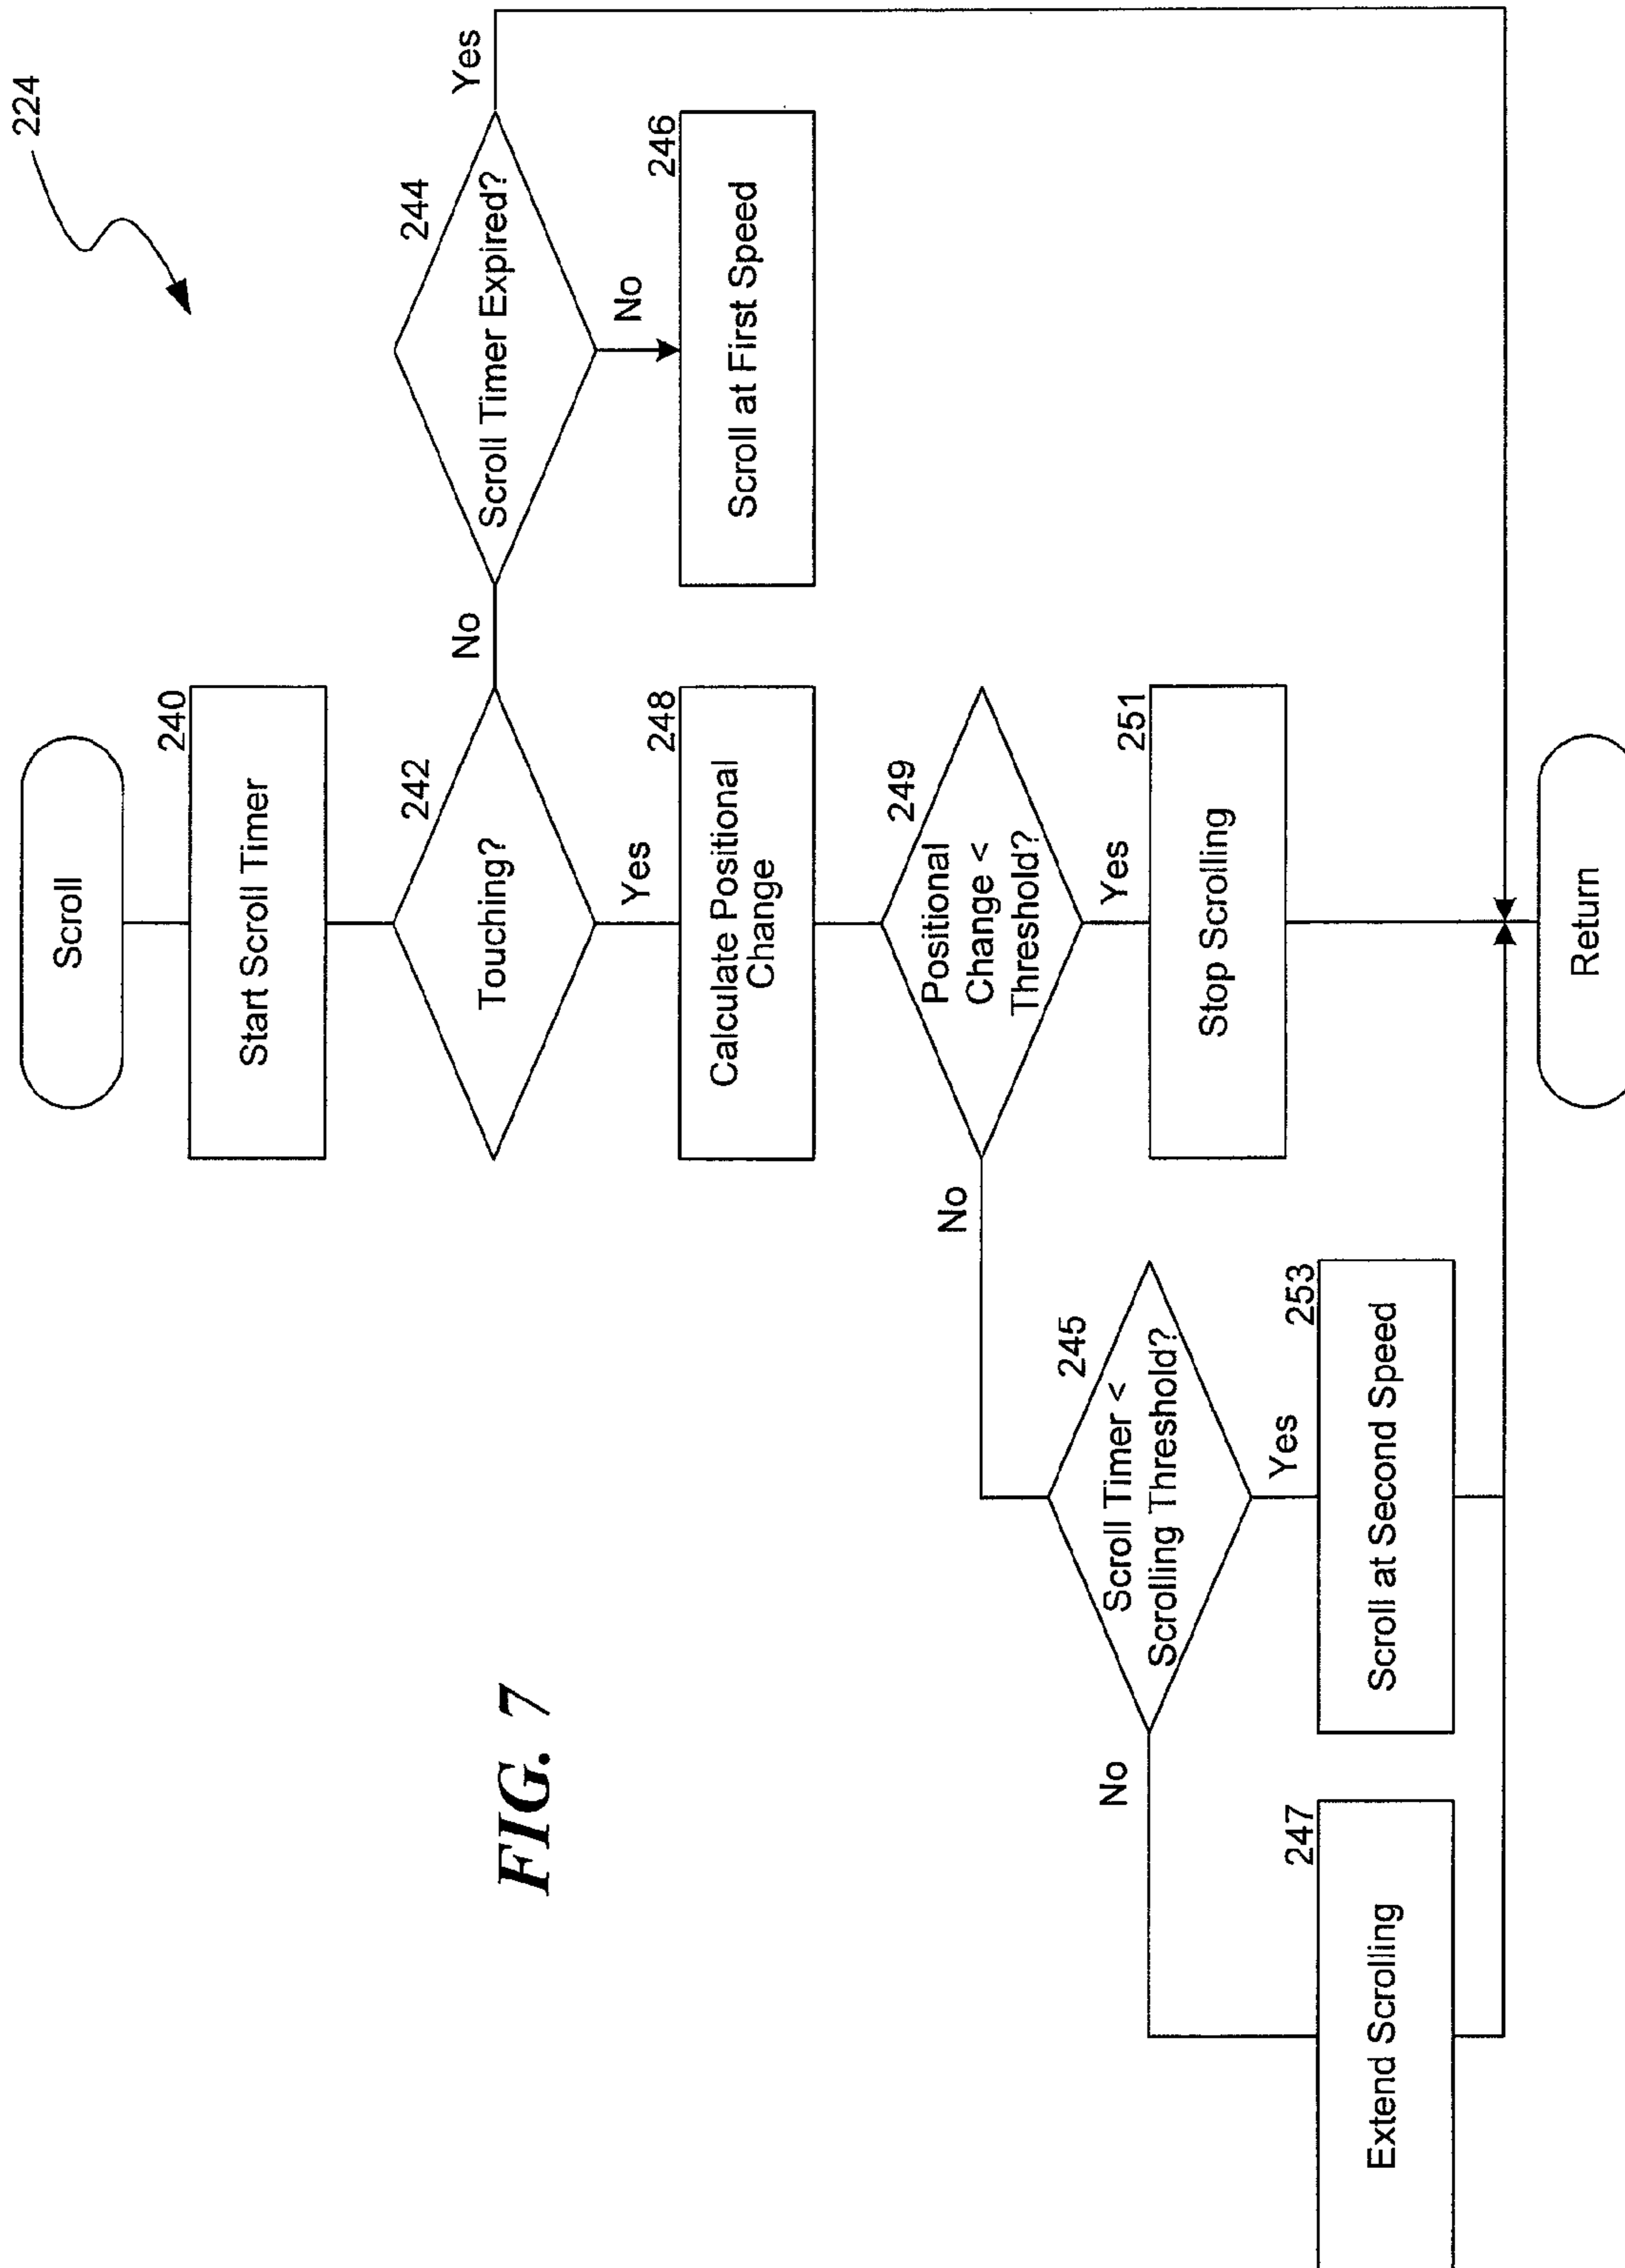 224
Scroll
240
Start Scroll Timer
242
Touching?
No
244
Scroll Timer Expired?
Yes
Yes
No
248
Calculate Positional
Change
246
Scroll at First Speed
249
Positional
Change <
Threshold?
No
Yes
245
Scroll Timer <
Scrolling Threshold?
251
Stop Scrolling
No
Yes
247
Extend Scrolling
253
Scroll at Second Speed
Return
FIG. 7